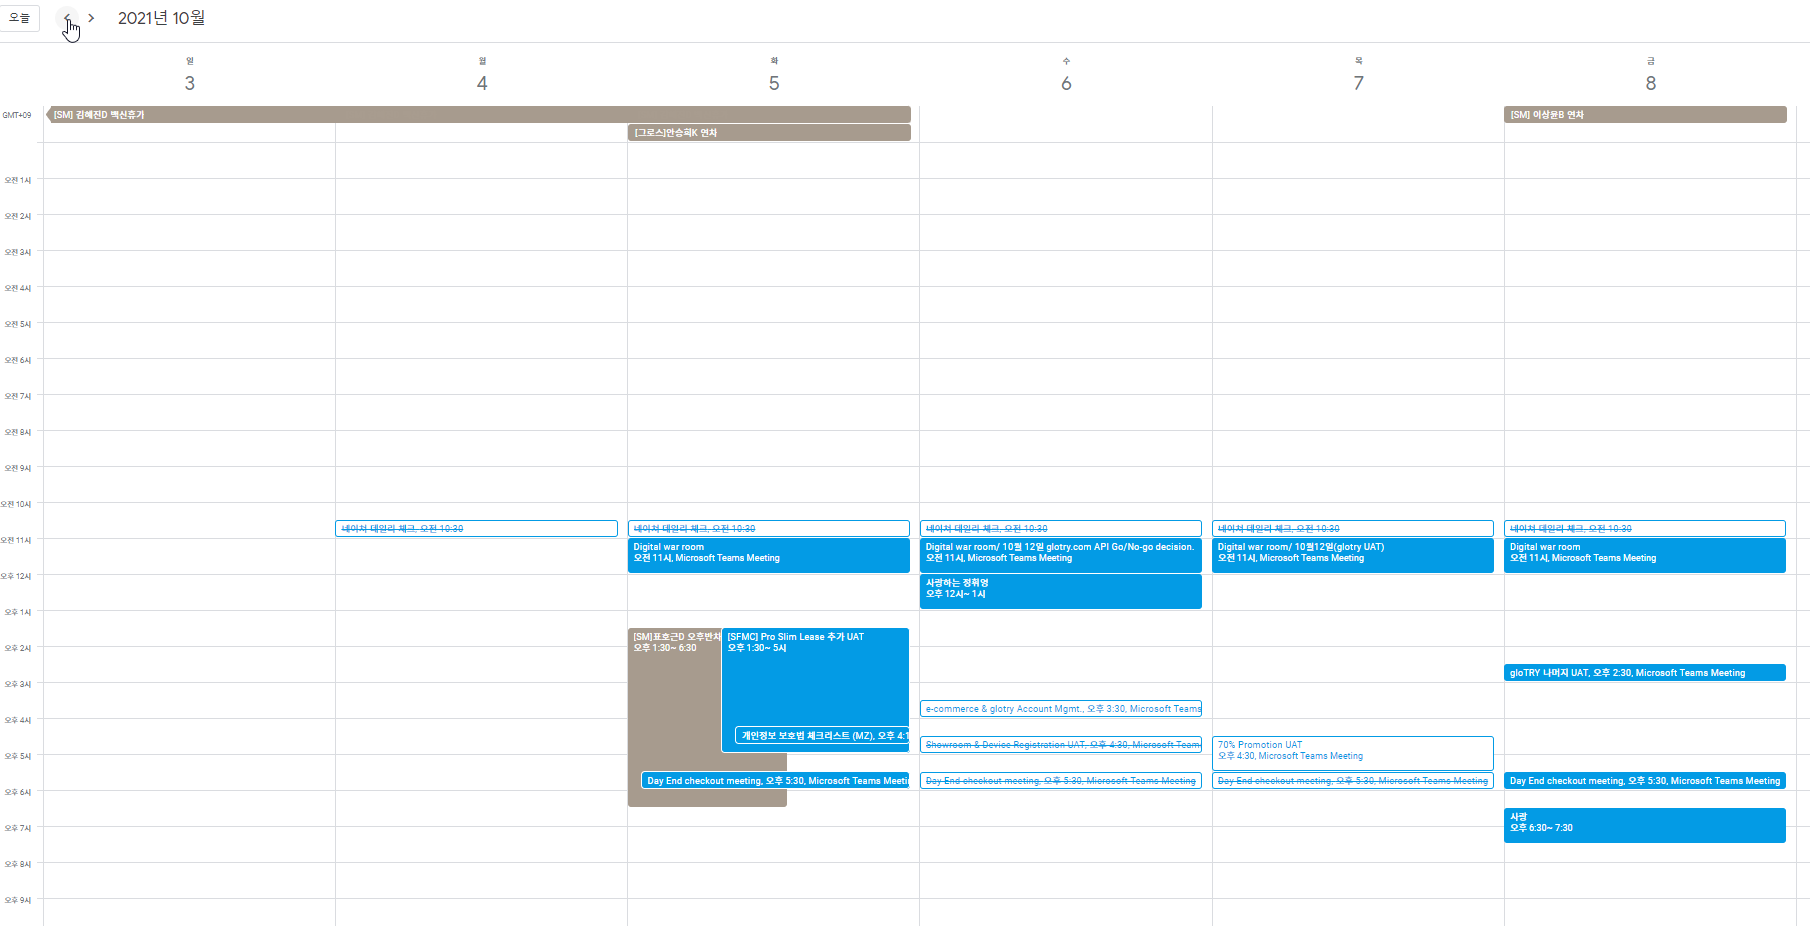 오늘
2021년 10월
일
월
화
수
목
금
3
4
5
6
7
8
GMT+09
[SM] 김혜진D 백신휴가
[SM] 이상윤B 연차
[그로스]안승희K 연차
오전 1시
오전 2시
오전 3시
오전 4시
오전 5시
오전 6시
오전 7시
오전 8시
오전 9시
오전 10시
오전 11시
오후 12시
오후 1시
오후 2시
오후 3시
오후 4시
오후 5시
오후 6시
오후 7시
오후 8시
오후 9시
네이쳐 데일리 체크, 오전 10:30
네이쳐 데일리 체크, 오전 10:30
Digital war room
오전 11시, Microsoft Teams Meeting
[SM]표호근D 오후반차
오후 1:30~ 6:30
[SFMC] Pro Slim Lease 추가 UAT
오후 1:30~ 5시
개인정보 보호법 체크리스트 (MZ), 오후 4:1
Day End checkout meeting, 오후 5:30, Microsoft Teams Meetin
네이쳐 데일리 체크, 오전 10:30
Digital war room/ 10월 12일 glotry.com API Go/No-go decision.
오전 11시, Microsoft Teams Meeting
사랑하는 정휘영
오후 12시~ 1시
e-commerce & glotry Account Mgmt., 오후 3:30, Microsoft Teams
Showroom & Device Registration UAT, 오후 4:30, Microsoft Team
Day End checkout meeting, 오후 5:30, Microsoft Teams Meeting
네이쳐 데일리 체크, 오전 10:30
Digital war room/ 10월12일(glotry UAT)
오전 11시, Microsoft Teams Meeting
70% Promotion UAT
오후 4:30, Microsoft Teams Meeting
Day End checkout meeting, 오후 5:30, Microsoft Teams Meeting
네이쳐 데일리 체크, 오전 10:30
Digital war room
오전 11시, Microsoft Teams Meeting
gloTRY 나머지 UAT, 오후 2:30, Microsoft Teams Meeting
Day End checkout meeting, 오후 5:30, Microsoft Teams Meeting
사랑
오후 6:30~ 7:30